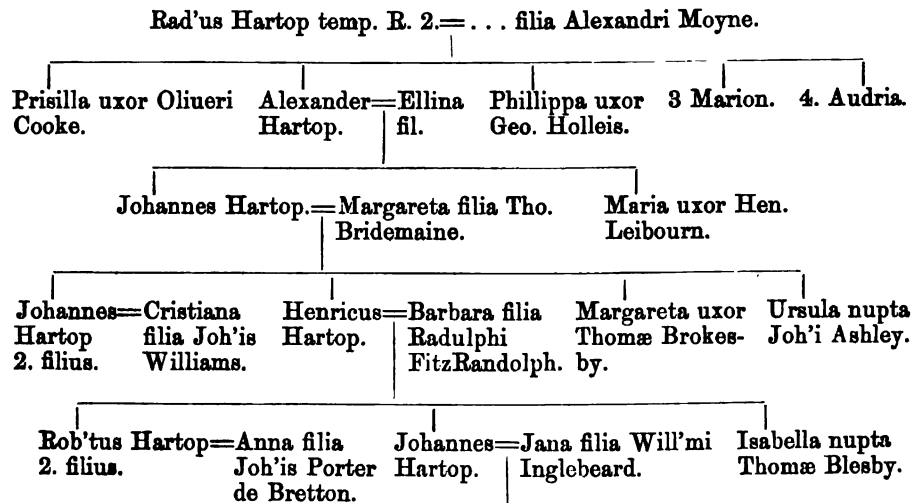 Rad'us Hartop temp. R. 2.=. . . filia Alexandri Moyne.
Prisilla uxor Oliueri
Cooke.
Alexander=Ellina
Hartop. fil.
Phillippa uxor
Geo. Holleis.
3 Marion.
4. Audria.
Johannes Hartop.=Margareta filia Tho.
Bridemaine.
Maria uxor Hen.
Leibourn.
Johannes=Cristiana
Hartop filia Joh'is
2. filius. Williams.
Henricus=Barbara filia
Hartop. Radulphi
FitzRandolph.
Margareta uxor
Thomæ Brokes-
by.
Ursula nupta
Joh'i Ashley.
Rob'tus Hartop=Anna filia
2. filius. Joh'is Porter
de Bretton.
Johannes=Jana filia Will'mi
Hartop. Inglebeard.
Isabella nupta
Thomæ Blesby.